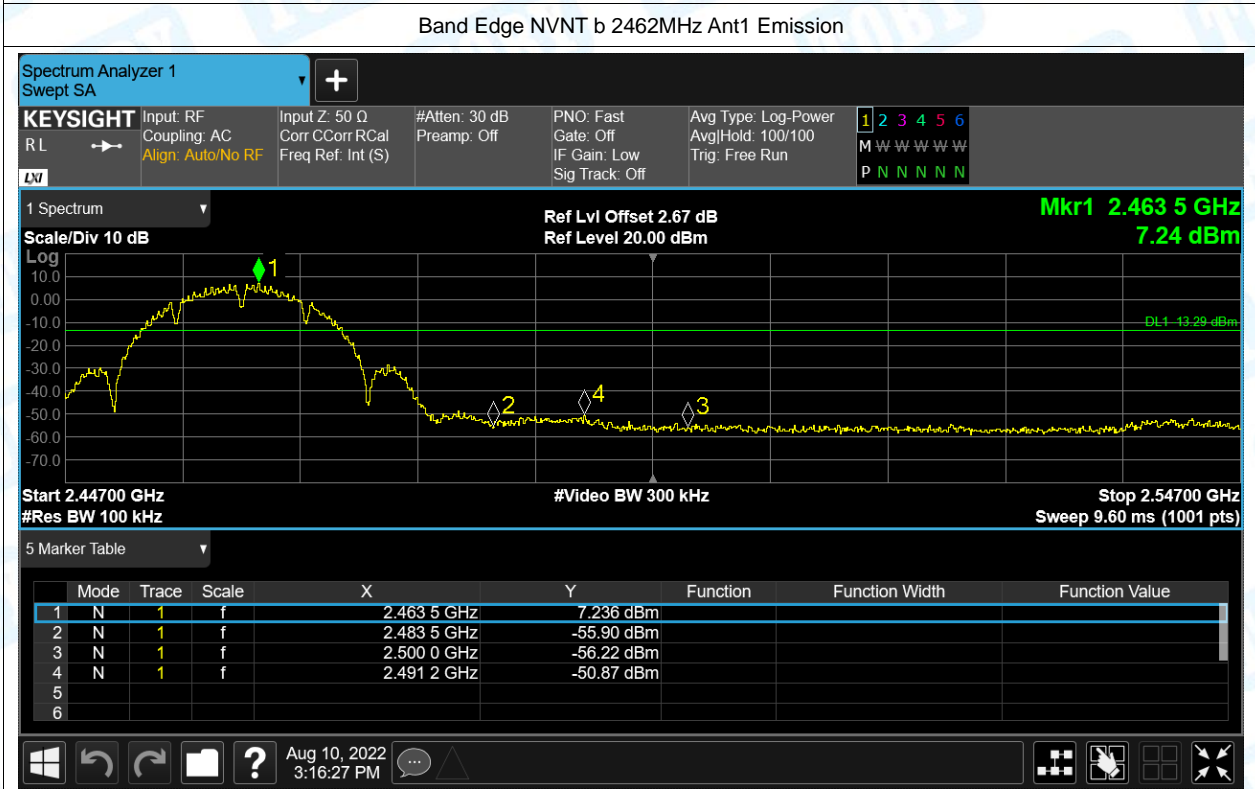 Band Edge NVNT b 2462MHz Ant1 Emission
Spectrum Analyzer 1
Swept SA
KEYSIGHT
RL
LXI
Input: RF
Coupling: AC
Align: Auto/No RF
Input Z: 50 Ω
Corr CCorr RCal
Freq Ref: Int (S)
#Atten: 30 dB
Preamp: Off
PNO: Fast
Gate: Off
IF Gain: Low
Sig Track: Off
Avg Type: Log-Power
Avg|Hold: 100/100
Trig: Free Run
1 2 3 4 5 6
M W W W W W
P N N N N N
1 Spectrum
Scale/Div 10 dB
Ref Lvl Offset 2.67 dB
Ref Level 20.00 dBm
Mkr1 2.463 5 GHz
7.24 dBm
Log
10.0
0.00
-10.0
-20.0
-30.0
-40.0
-50.0
-60.0
-70.0
1
2
4
3
DL1 -13.29 dBm
Start 2.44700 GHz
#Res BW 100 kHz
#Video BW 300 kHz
Stop 2.54700 GHz
Sweep 9.60 ms (1001 pts)
5 Marker Table
Mode Trace Scale X Y Function Function Width Function Value
1 N 1 f 2.463 5 GHz 7.236 dBm
2 N 1 f 2.483 5 GHz -55.90 dBm
3 N 1 f 2.500 0 GHz -56.22 dBm
4 N 1 f 2.491 2 GHz -50.87 dBm
5
6
?
Aug 10, 2022
3:16:27 PM